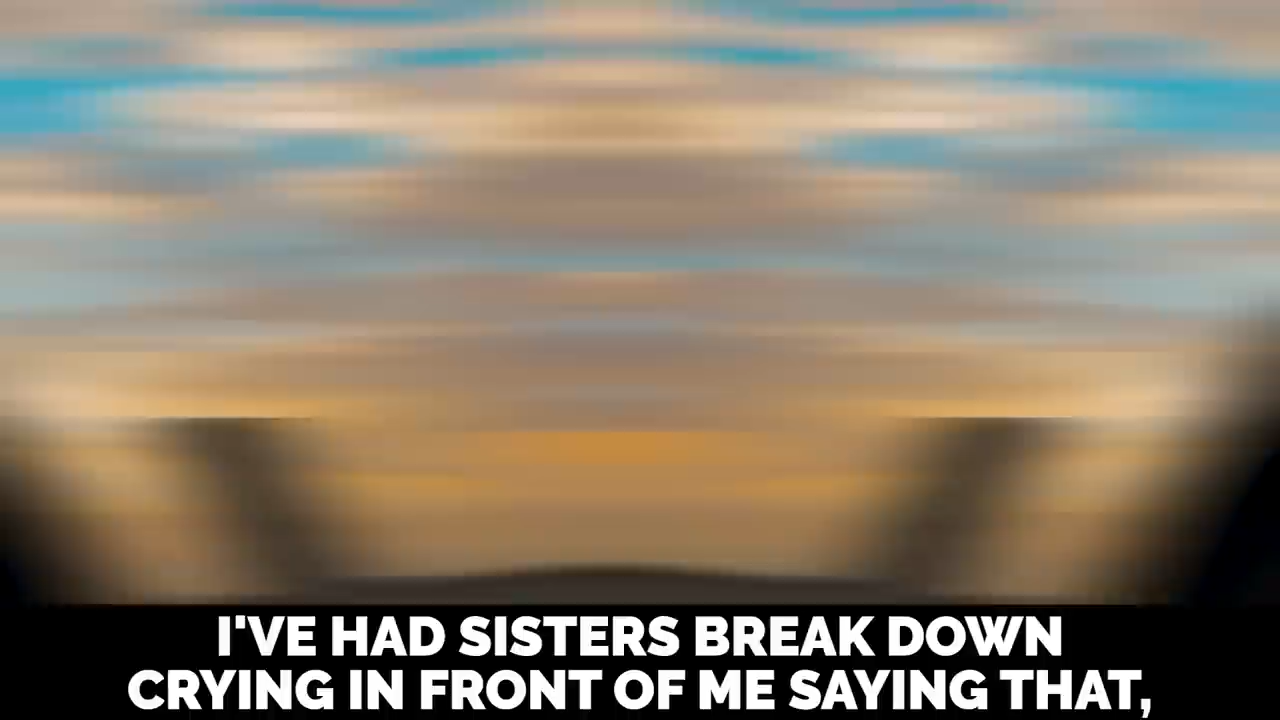 I'VE HAD SISTERS BREAK DOWN
CRYING IN FRONT OF ME SAYING THAT,